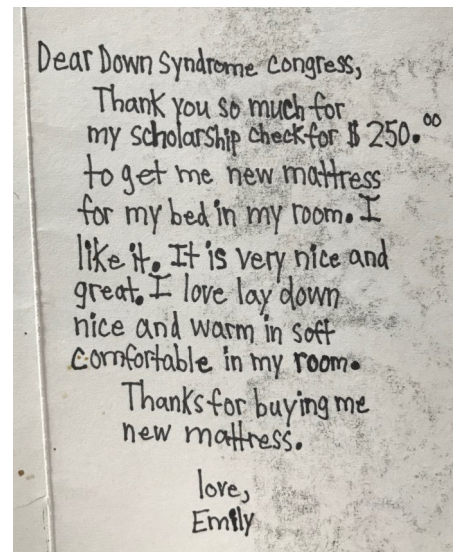 Dear Down Syndrome Congress,
Thank you so much for
my scholarship check for $ 250.00
to get me new mattress
for my bed in my room. I
like it. It is very nice and
great. I love lay down
nice and warm in soft
comfortable in my room.
Thanks for buying me
new mattress.
love,
Emily